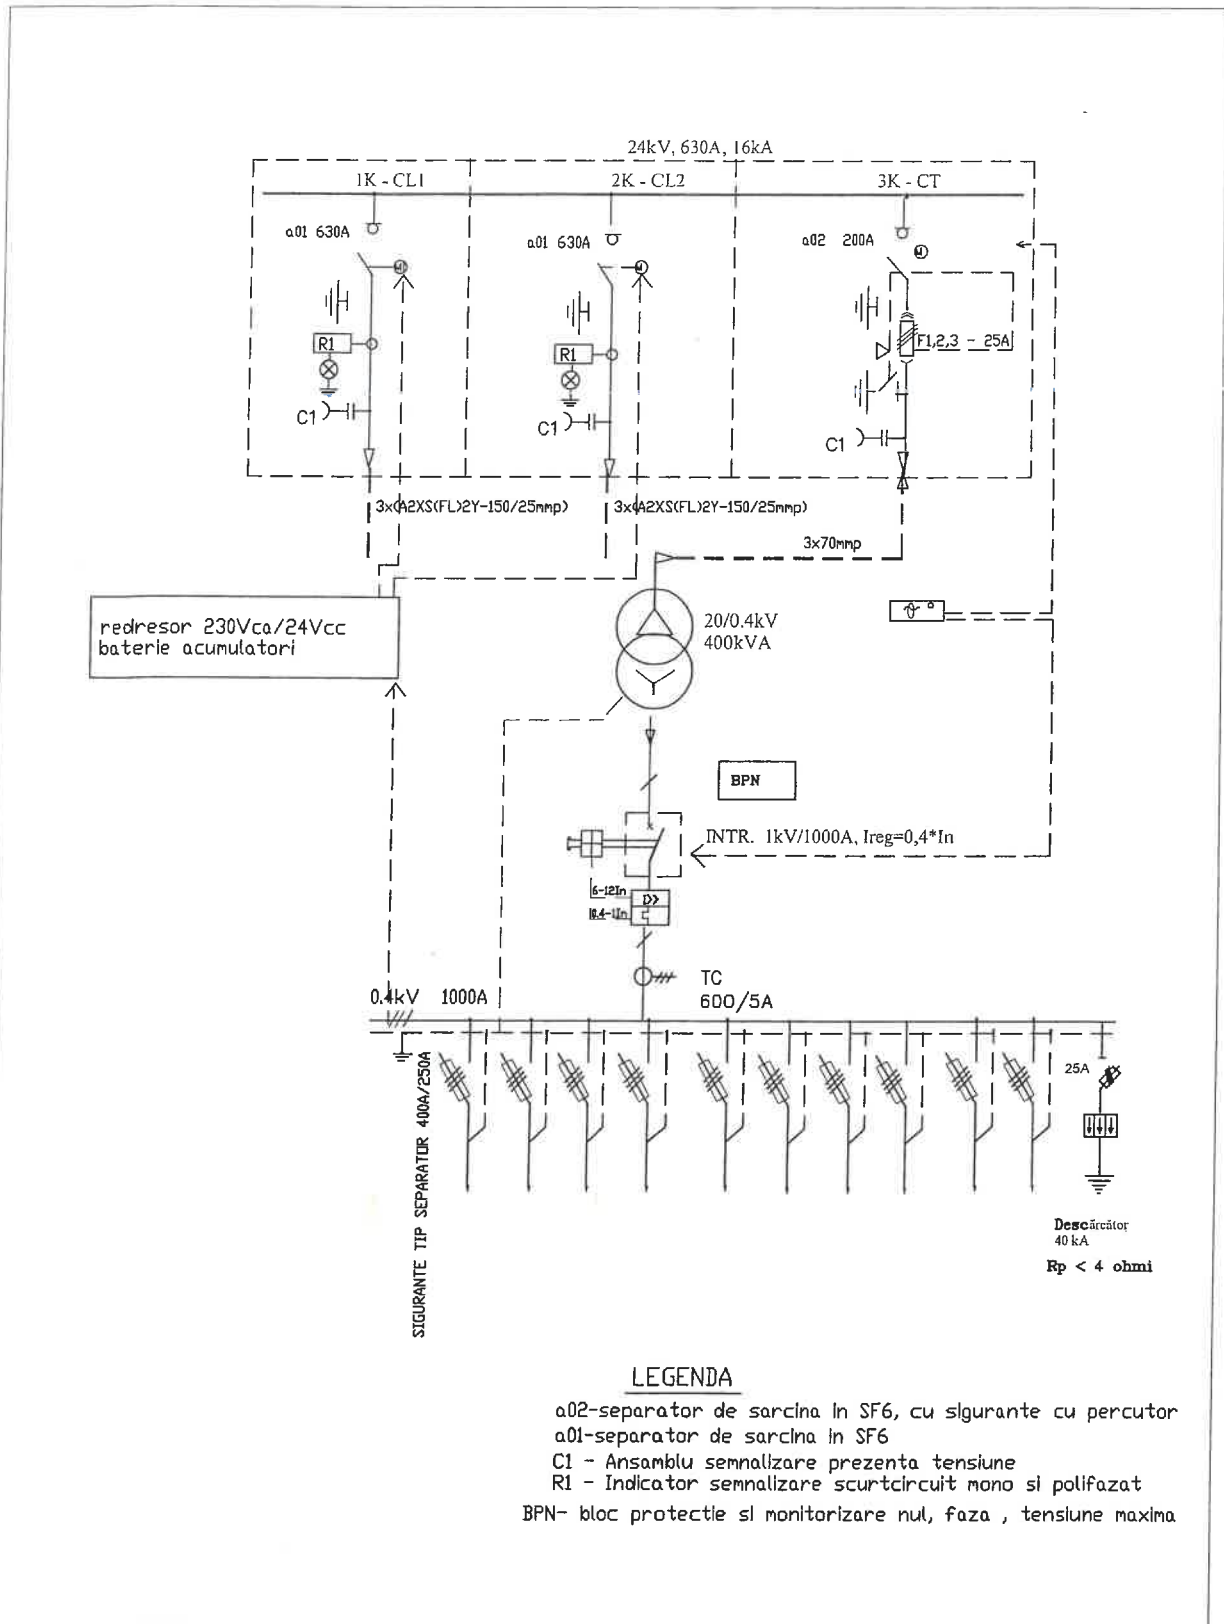 24kV, 630A, 16kA
1K - CL1
2K - CL2
3K - CT
a01 630A
a01 630A
a02 200A
M
M
M
R1
R1
F1,2,3 - 25A
C1
C1
C1
3x(A2XS(FL)2Y-150/25mmp)
3x(A2XS(FL)2Y-150/25mmp)
3x70mmp
redresor 230Vca/24Vcc
baterie acumulatori
20/0.4kV
400kVA
BPN
INTR. 1kV/1000A, Ireg=0,4*In
6-12In
D>
0.4-1In
TC
600/5A
0.4kV 1000A
SIGURANTE TIP SEPARATOR 400A/250A
25A
Descărcător
40 kA
Rp < 4 ohmi
LEGENDA
a02-separator de sarcina in SF6, cu sigurante cu percutor
a01-separator de sarcina in SF6
C1 - Ansamblu semnalizare prezenta tensiune
R1 - Indicator semnalizare scurtcircuit mono si polifazat
BPN- bloc protectie si monitorizare nul, faza , tensiune maxima